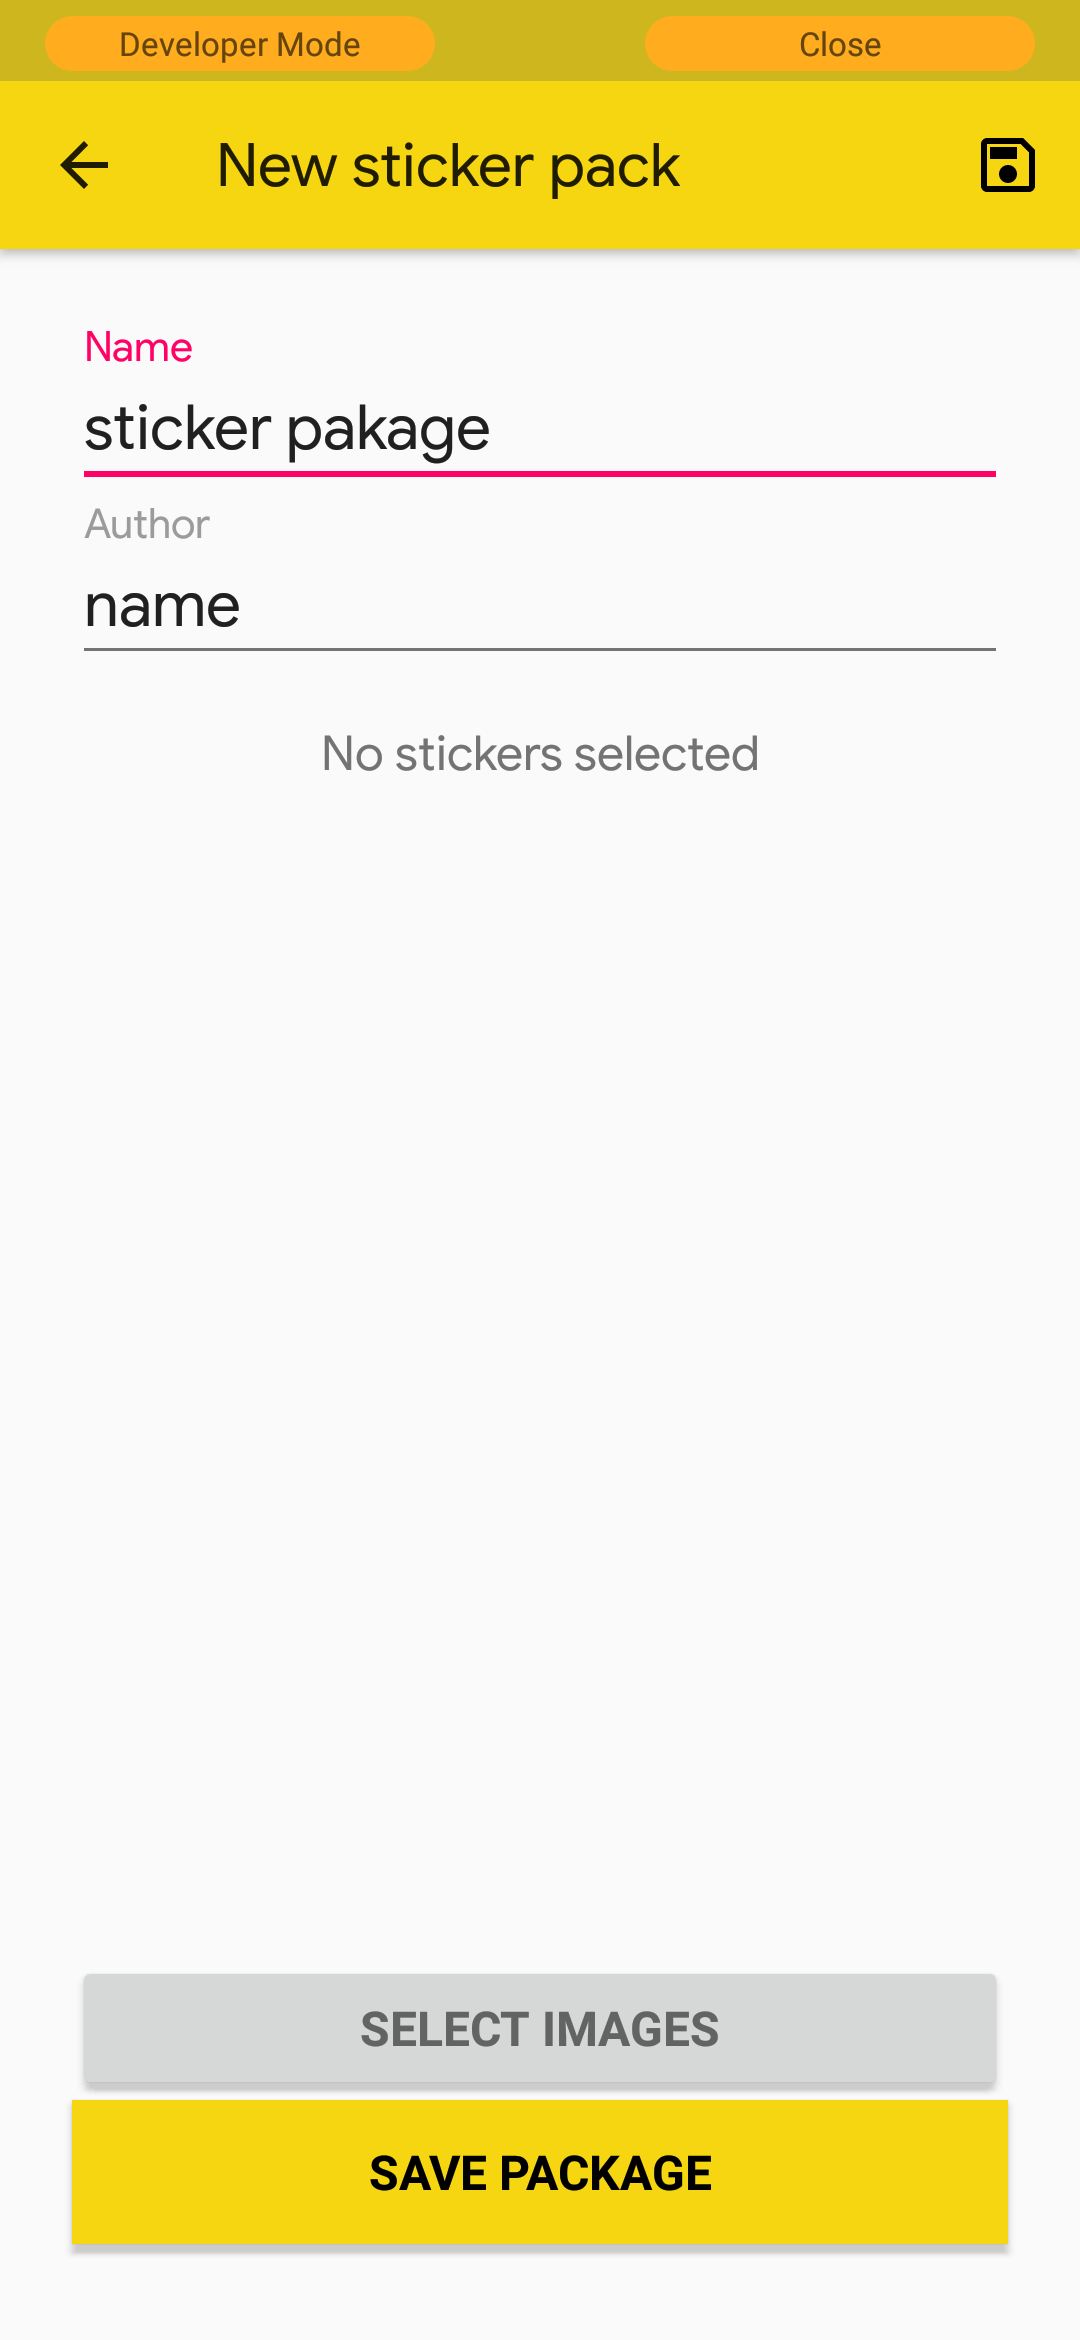 Developer Mode
Close
New sticker pack
Name
sticker pakage
Author
name
No stickers selected
SELECT IMAGES
SAVE PACKAGE